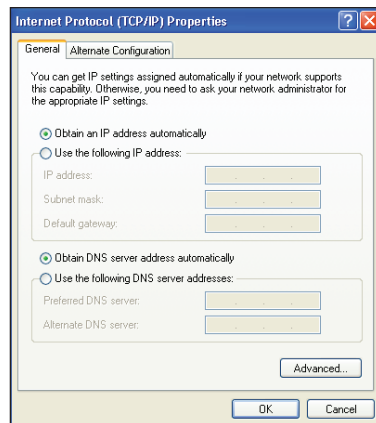 Internet Protocol (TCP/IP) Properties
General
Alternate Configuration
You can get IP settings assigned automatically if your network supports
this capability. Otherwise, you need to ask your network administrator for
the appropriate IP settings.
Obtain an IP address automatically
Use the following IP address:
IP address:
Subnet mask:
Default gateway:
Obtain DNS server address automatically
Use the following DNS server addresses:
Preferred DNS server:
Alternate DNS server:
Advanced...
OK
Cancel